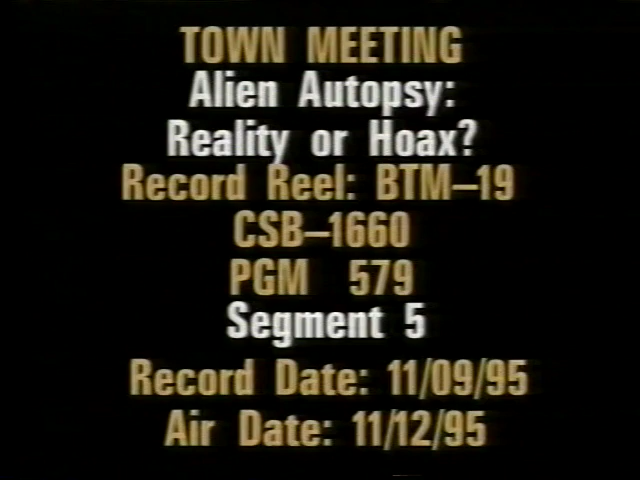 TOWN MEETING
Alien Autopsy:
Reality or Hoax?
Record Reel: BTM-19
CSB-1660
PGM 579
Segment 5
Record Date: 11/09/95
Air Date: 11/12/95